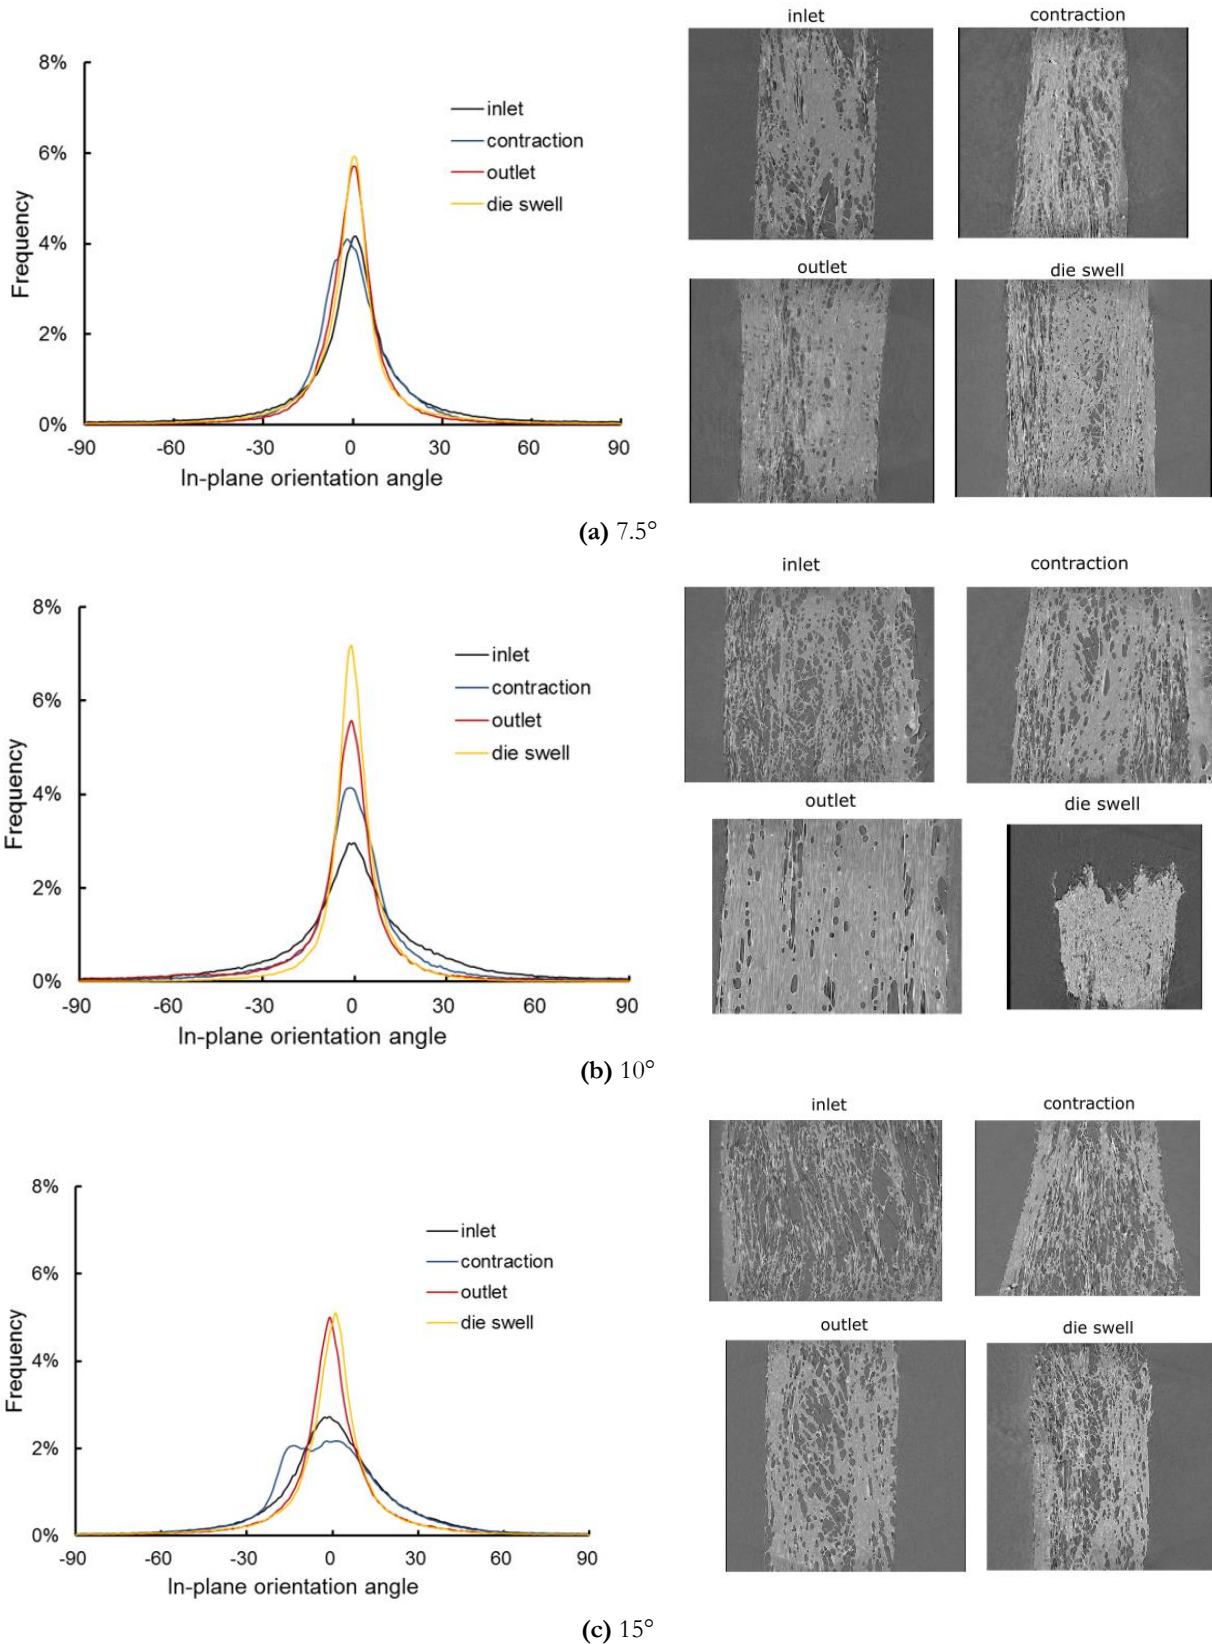 inlet
contraction
8%
6%
4%
2%
0%
Frequency
inlet
contraction
outlet
die swell
-90
-60
-30
0
30
60
90
In-plane orientation angle
outlet
die swell
(a) 7.5°
inlet
contraction
8%
6%
4%
2%
0%
Frequency
inlet
contraction
outlet
die swell
-90
-60
-30
0
30
60
90
In-plane orientation angle
outlet
die swell
(b) 10°
inlet
contraction
8%
6%
4%
2%
0%
Frequency
inlet
contraction
outlet
die swell
-90
-60
-30
0
30
60
90
In-plane orientation angle
outlet
die swell
(c) 15°